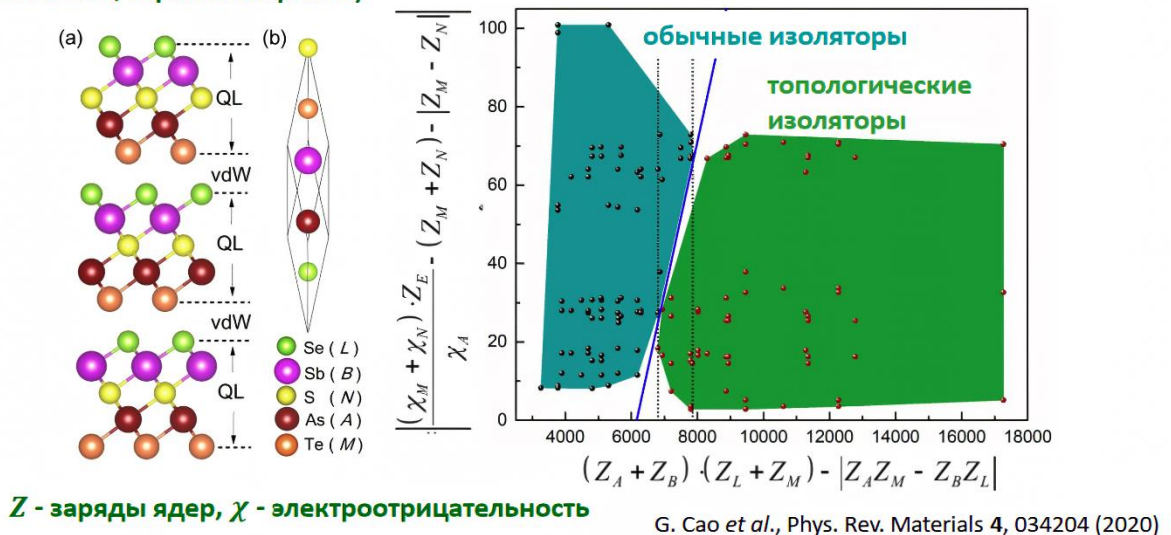 (a)
(b)
QL
vdW
QL
vdW
QL
Se ( L )
Sb ( B )
S ( N )
As ( A )
Te ( M )
(χ_M + χ_N) · Z_E / χ_A - (Z_M + Z_N) - |Z_M - Z_N|
100
80
60
40
20
0
обычные изоляторы
топологические
изоляторы
4000 6000 8000 10000 12000 14000 16000 18000
(Z_A + Z_B) · (Z_L + Z_M) - |Z_A Z_M - Z_B Z_L|
Z - заряды ядер, χ - электроотрицательность
G. Cao et al., Phys. Rev. Materials 4, 034204 (2020)